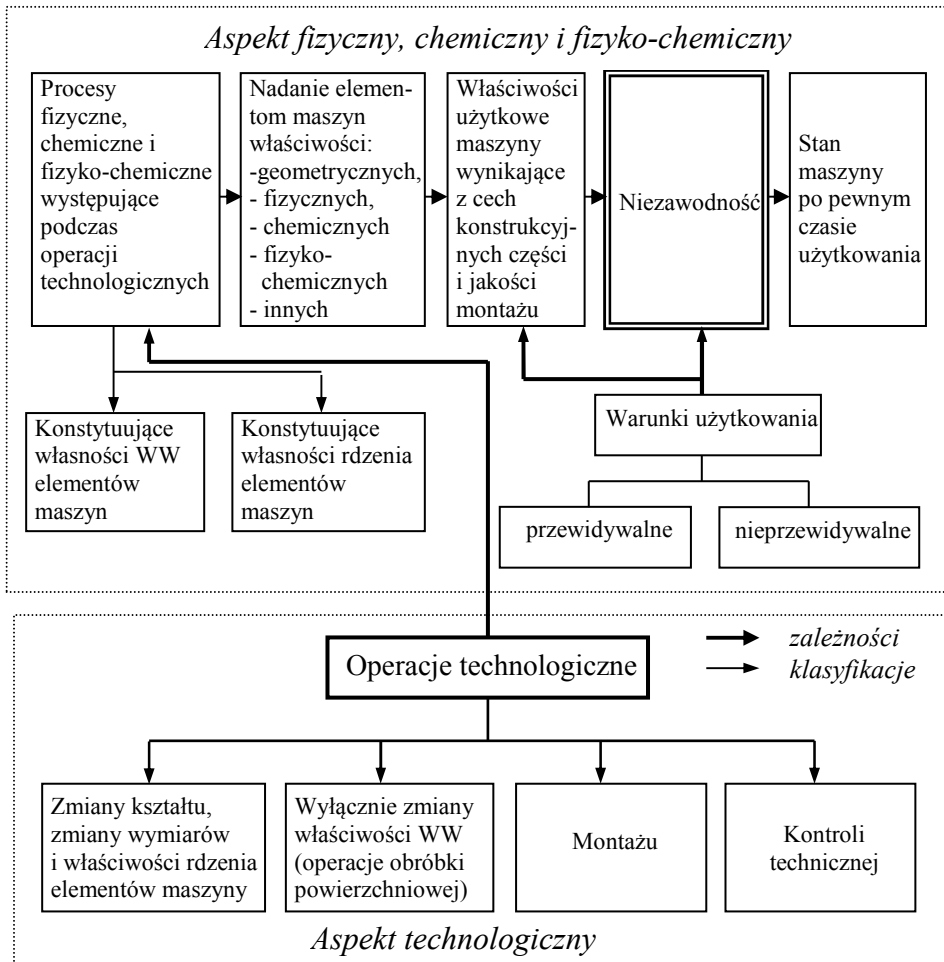 Aspekt fizyczny, chemiczny i fizyko-chemiczny
Procesy
fizyczne,
chemiczne i
fizyko-chemiczne
występujące
podczas
operacji
technologicznych
Nadanie elemen-
tom maszyn
właściwości:
-geometrycznych,
- fizycznych,
- chemicznych
- fizyko-
chemicznych
- innych
Właściwości
użytkowe
maszyny
wynikające
z cech
konstrukcyj-
nych części
i jakości
montażu
Niezawodność
Stan
maszyny
po pewnym
czasie
użytkowania
Konstytuujące
własności WW
elementów
maszyn
Konstytuujące
własności rdzenia
elementów
maszyn
Warunki użytkowania
przewidywalne
nieprzewidywalne
Operacje technologiczne
zależności
klasyfikacje
Zmiany kształtu,
zmiany wymiarów
i właściwości rdzenia
elementów maszyny
Wyłącznie zmiany
właściwości WW
(operacje obróbki
powierzchniowej)
Montażu
Kontroli
technicznej
Aspekt technologiczny